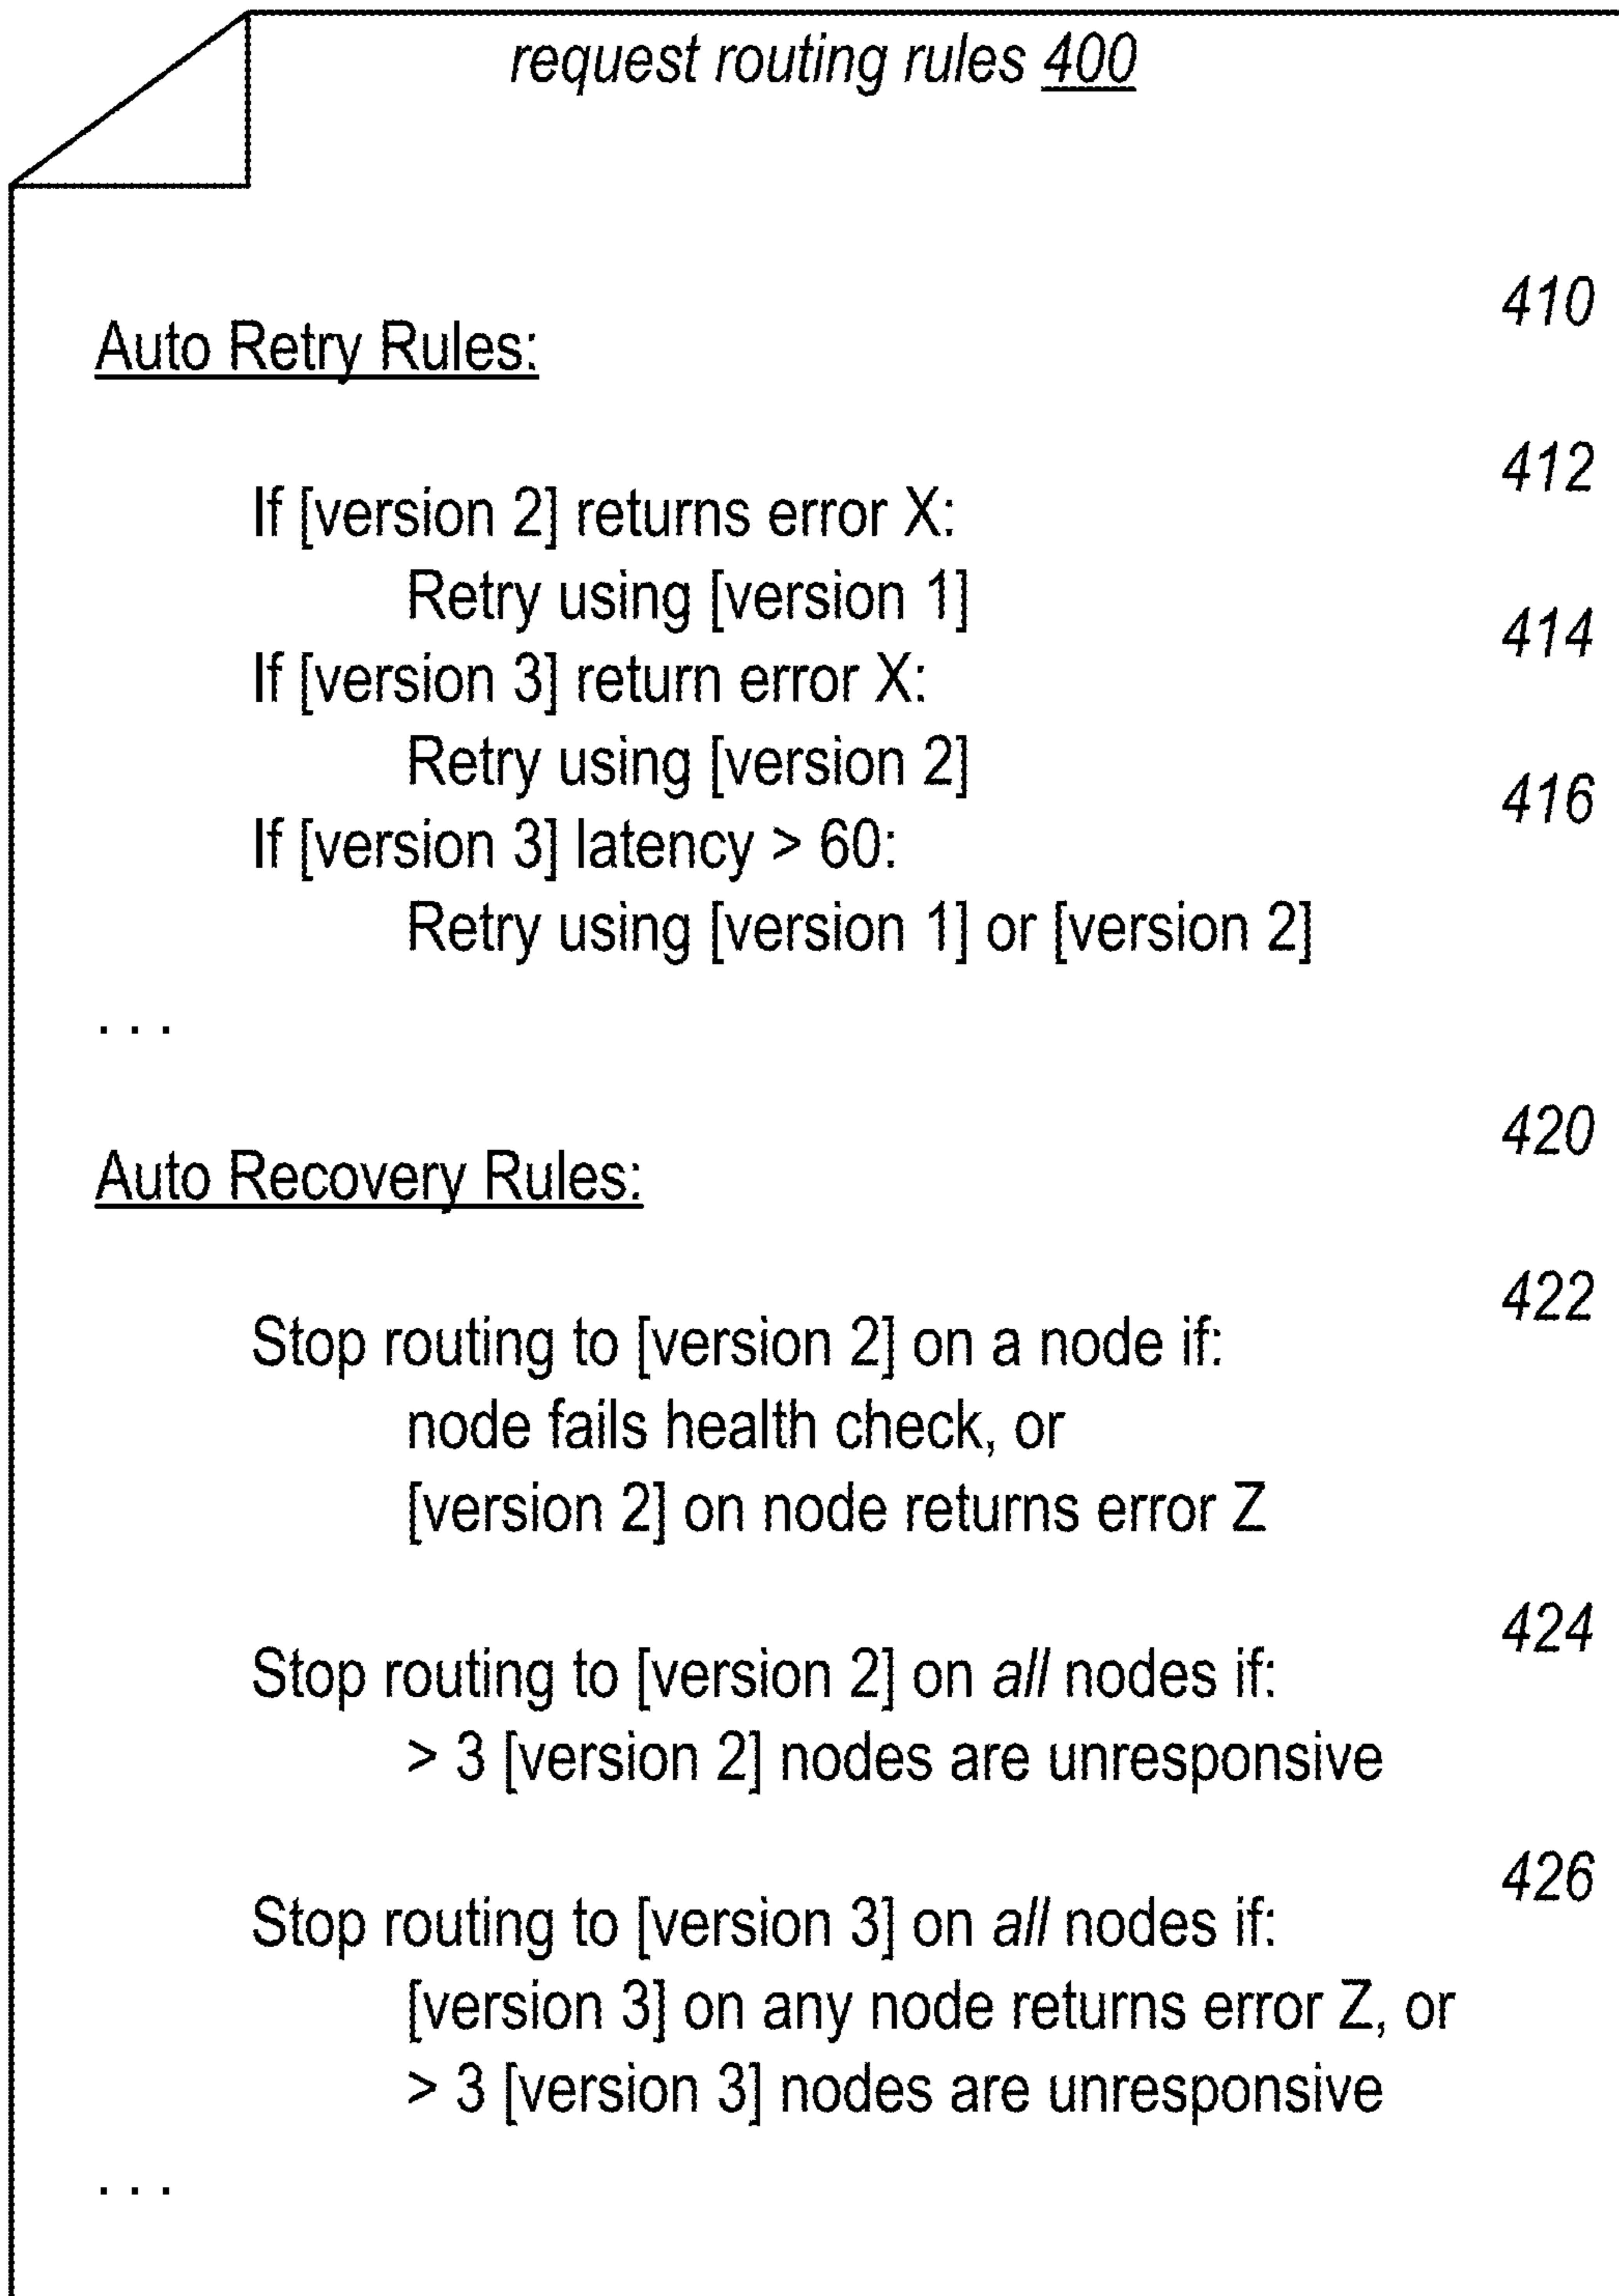 request routing rules 400
410
Auto Retry Rules:
412
If [version 2] returns error X:
Retry using [version 1]
414
If [version 3] return error X:
Retry using [version 2]
416
If [version 3] latency > 60:
Retry using [version 1] or [version 2]
. . .
420
Auto Recovery Rules:
422
Stop routing to [version 2] on a node if:
node fails health check, or
[version 2] on node returns error Z
424
Stop routing to [version 2] on all nodes if:
> 3 [version 2] nodes are unresponsive
426
Stop routing to [version 3] on all nodes if:
[version 3] on any node returns error Z, or
> 3 [version 3] nodes are unresponsive
. . .